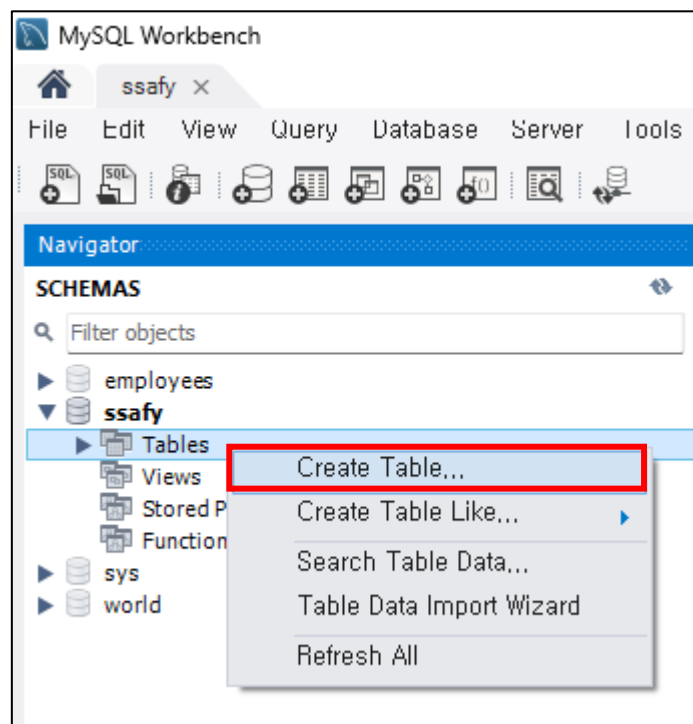 MySQL Workbench
ssafy ×
File Edit View Query Database Server Tools
SQL SQL f()
Navigator
SCHEMAS
Filter objects
employees
ssafy
Tables
Views
Stored P
Function
sys
world
Create Table...
Create Table Like...
Search Table Data...
Table Data Import Wizard
Refresh All